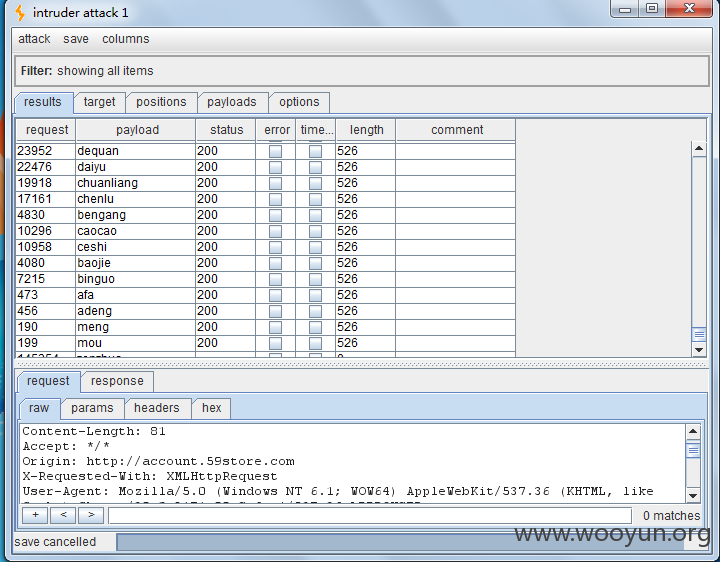 intruder attack 1
attack save columns
Filter: showing all items
results target positions payloads options
request payload status error time... length comment
23952 dequan 200 526
22476 daiyu 200 526
19918 chuanliang 200 526
17161 chenlu 200 526
4830 bengang 200 526
10296 caocao 200 526
10958 ceshi 200 526
4080 baojie 200 526
7215 binguo 200 526
473 afa 200 526
456 adeng 200 526
190 meng 200 526
199 mou 200 526
request response
raw params headers hex
Content-Length: 81
Accept: */*
Origin: http://account.59store.com
X-Requested-With: XMLHttpRequest
User-Agent: Mozilla/5.0 (Windows NT 6.1; WOW64) AppleWebKit/537.36 (KHTML, like
+ < > 0 matches
www.wooyun.org
save cancelled